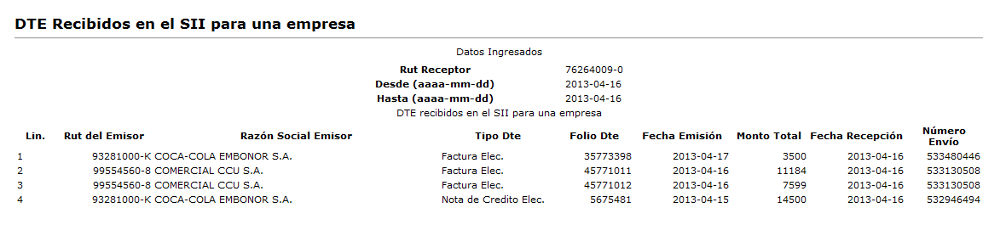 DTE Recibidos en el SII para una empresa
Datos Ingresados
Rut Receptor 76264009-0
Desde (aaaa-mm-dd) 2013-04-16
Hasta (aaaa-mm-dd) 2013-04-16
DTE recibidos en el SII para una empresa
Lin. Rut del Emisor Razón Social Emisor Tipo Dte Folio Dte Fecha Emisión Monto Total Fecha Recepción Número Envío
1 93281000-K COCA-COLA EMBONOR S.A. Factura Elec. 35773398 2013-04-17 3500 2013-04-16 533480446
2 99554560-8 COMERCIAL CCU S.A. Factura Elec. 45771011 2013-04-16 11184 2013-04-16 533130508
3 99554560-8 COMERCIAL CCU S.A. Factura Elec. 45771012 2013-04-16 7599 2013-04-16 533130508
4 93281000-K COCA-COLA EMBONOR S.A. Nota de Credito Elec. 5675481 2013-04-15 14500 2013-04-16 532946494